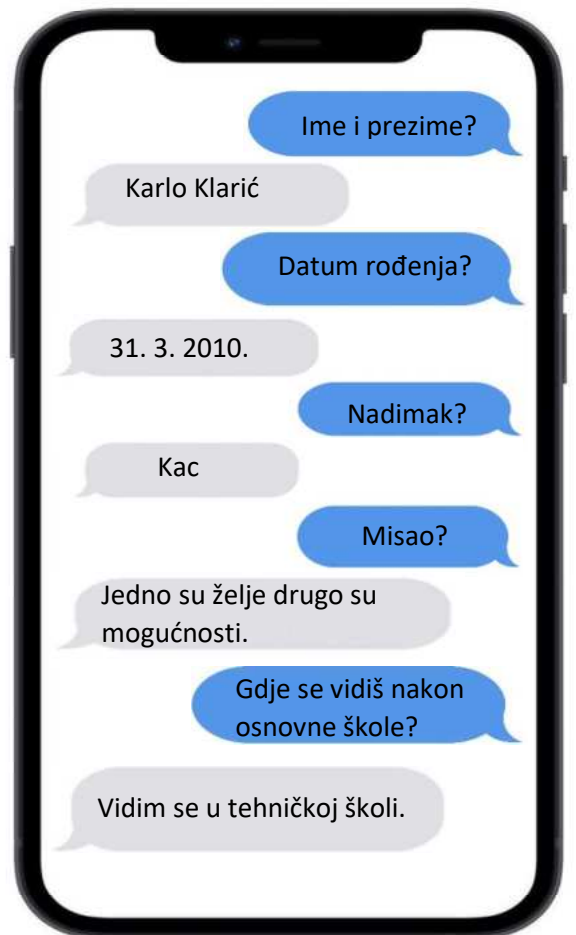 Ime i prezime?
Karlo Klarić
Datum rođenja?
31. 3. 2010.
Nadimak?
Kac
Misao?
Jedno su želje drugo su
mogućnosti.
Gdje se vidiš nakon
osnovne škole?
Vidim se u tehničkoj školi.